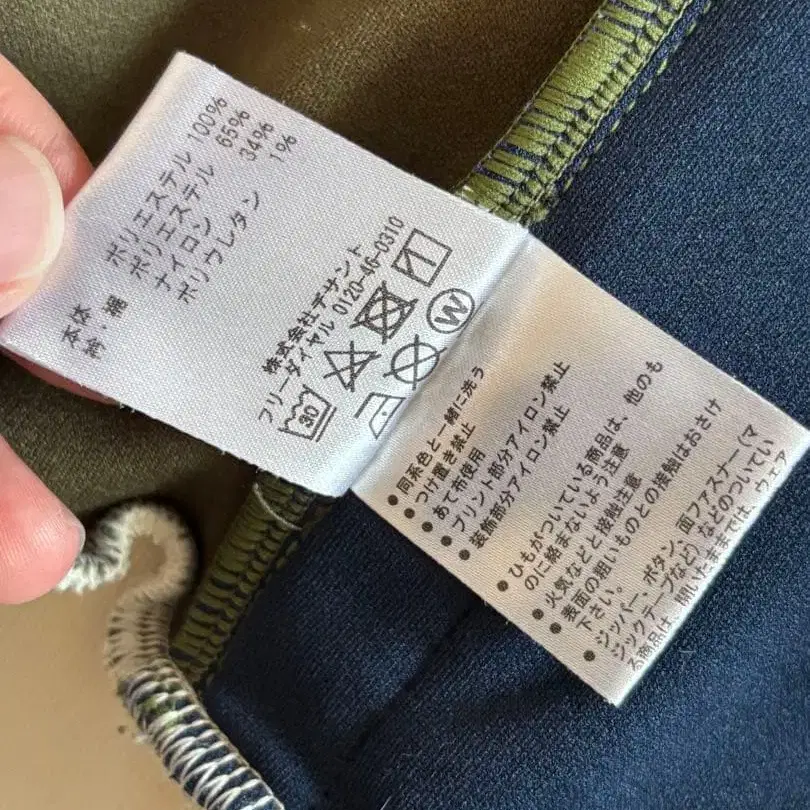 本体 ポリエステル 100%
衿・裾 ポリエステル 65%
ナイロン 34%
ポリウレタン 1%
株式会社デサント
フリーダイヤル 0120-46-0310
30
W
● 同系色と一緒に洗う
● つけ置き禁止
● あて布使用
● プリント部分アイロン禁止
● 装飾部分アイロン禁止
● ひもがついている商品は、他のも
のに絡まないよう注意
● 火気などと接触注意
● 表面の粗いものとの接触はおさけ
下さい。
● ジッパー、ボタン、面ファスナー(マ
ジックテープなど)などのついてい
る商品は、開いたままでは、ウェア